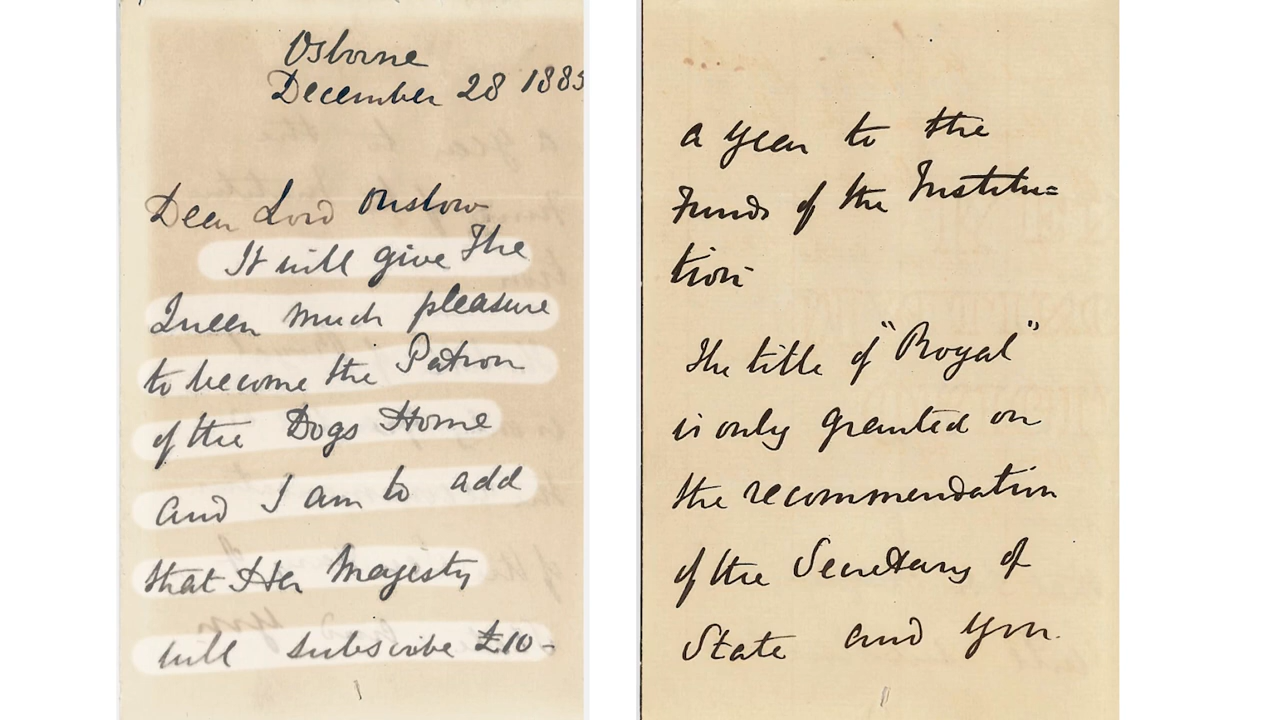 Osborne
December 28 1885
Dear Lord Onslow
It will give The
Queen much pleasure
to become the Patron
of the Dogs Home
and I am to add
that Her Majesty
will subscribe £10-
a year to the
Funds of the Institu=
tion-
The title of "Royal"
is only granted on
the recommendation
of the Secretary of
State and you